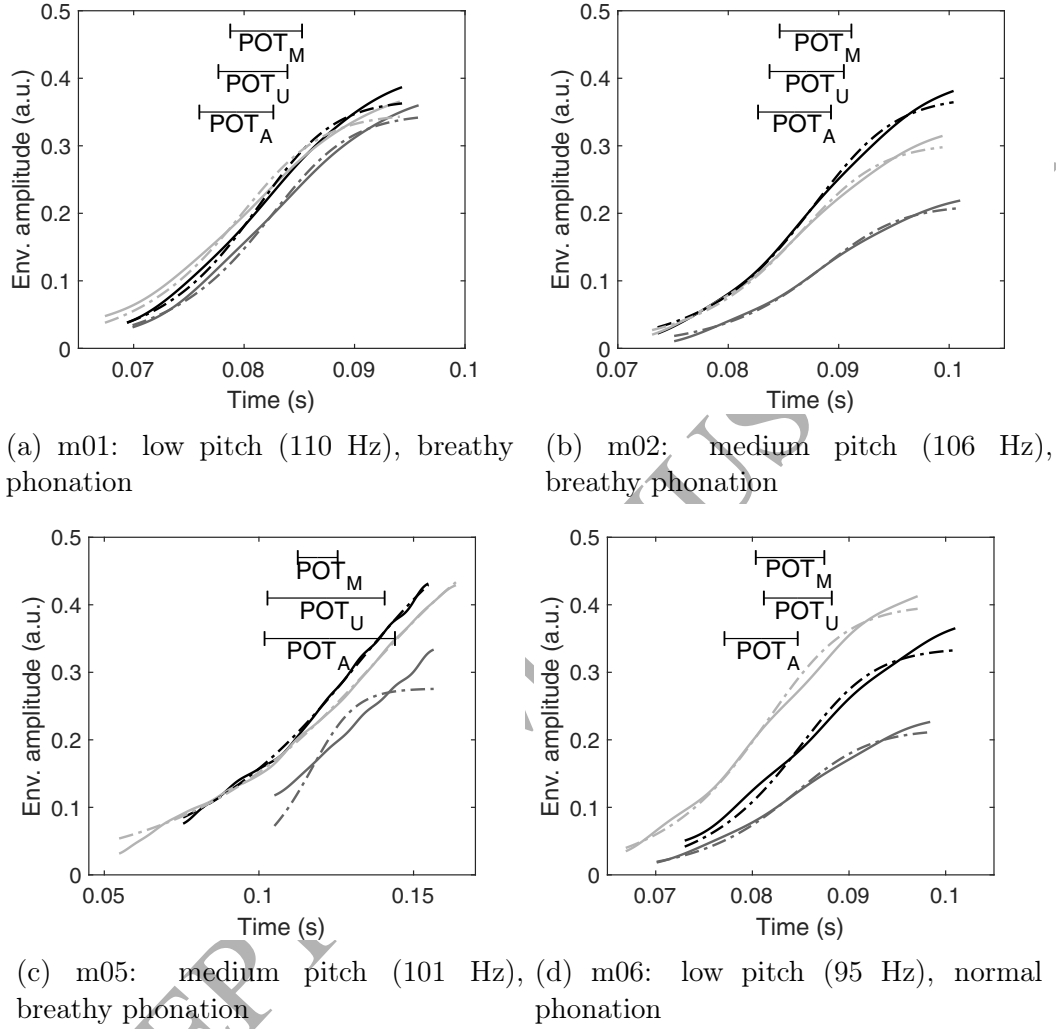 0.5
0.4
0.3
0.2
0.1
0
Env. amplitude (a.u.)
POT_M
POT_U
POT_A
0.07 0.08 0.09 0.1
Time (s)
0.5
0.4
0.3
0.2
0.1
0
Env. amplitude (a.u.)
POT_M
POT_U
POT_A
0.07 0.08 0.09 0.1
Time (s)
(a) m01: low pitch (110 Hz), breathy
phonation
(b) m02: medium pitch (106 Hz),
breathy phonation
0.5
0.4
0.3
0.2
0.1
0
Env. amplitude (a.u.)
POT_M
POT_U
POT_A
0.05 0.1 0.15
Time (s)
0.5
0.4
0.3
0.2
0.1
0
Env. amplitude (a.u.)
POT_M
POT_U
POT_A
0.07 0.08 0.09 0.1
Time (s)
(c) m05: medium pitch (101 Hz),
breathy phonation
(d) m06: low pitch (95 Hz), normal
phonation